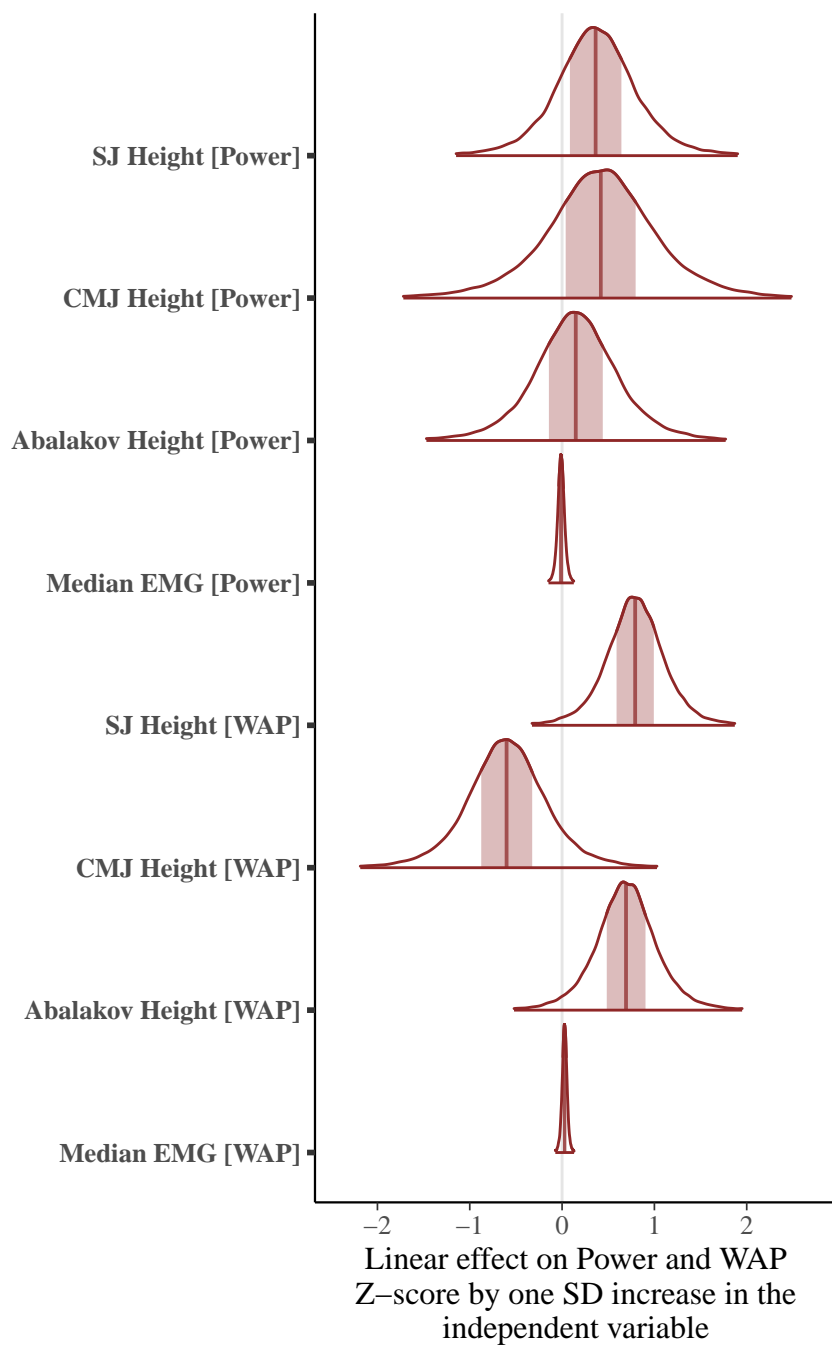 SJ Height [Power]
CMJ Height [Power]
Abalakov Height [Power]
Median EMG [Power]
SJ Height [WAP]
CMJ Height [WAP]
Abalakov Height [WAP]
Median EMG [WAP]
−2 −1 0 1 2
Linear effect on Power and WAP
Z−score by one SD increase in the
independent variable